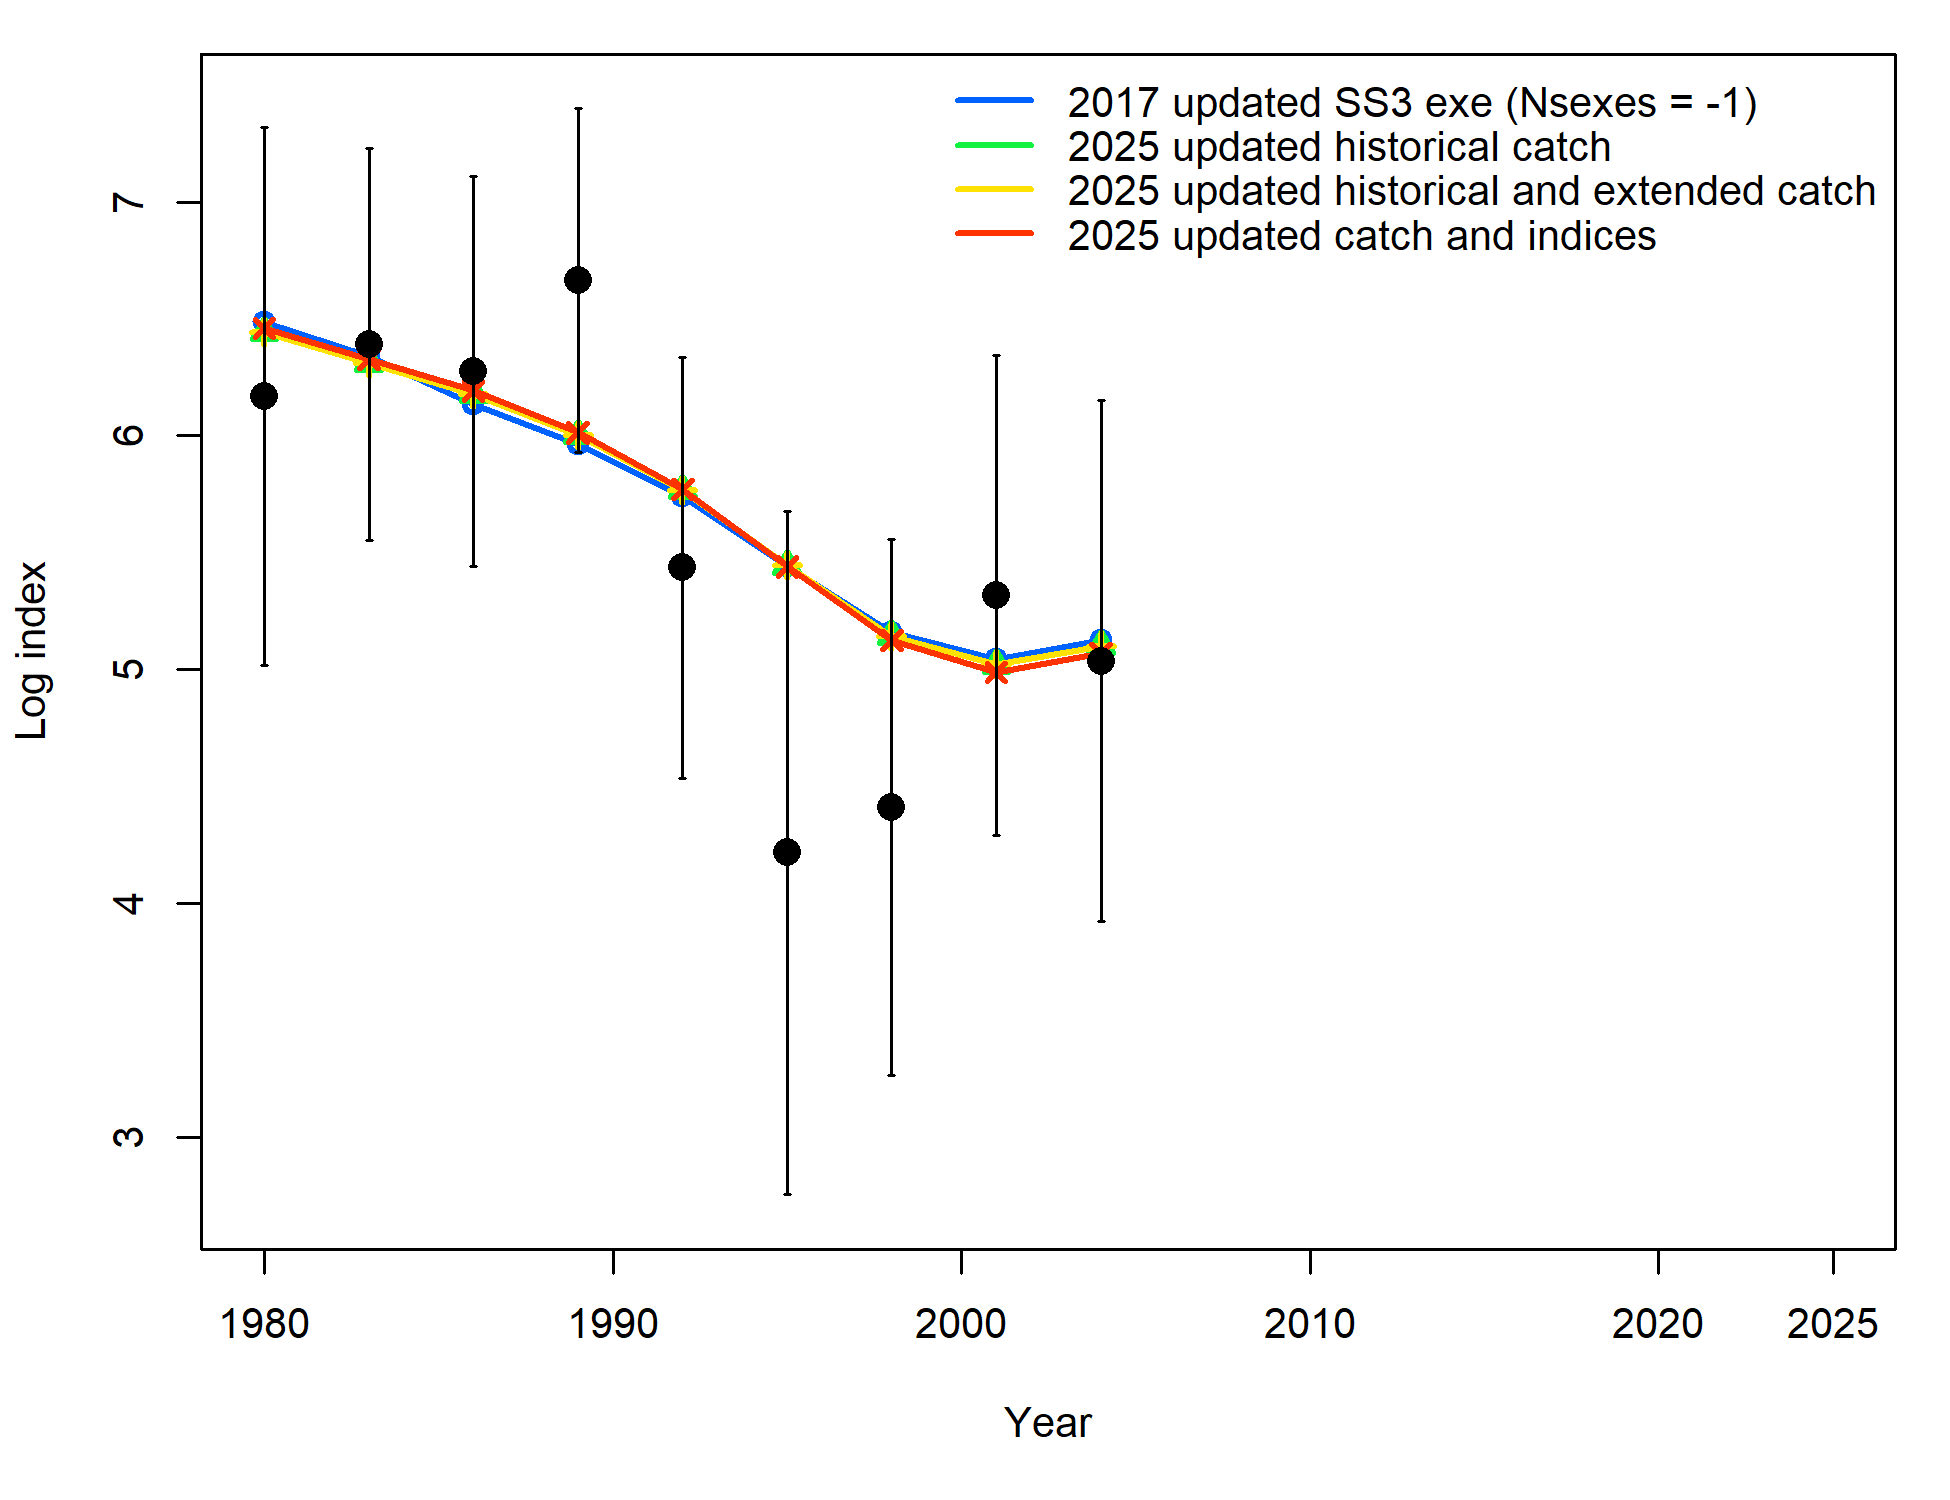 2017 updated SS3 exe (Nsexes = -1)
2025 updated historical catch
2025 updated historical and extended catch
2025 updated catch and indices
7
6
5
4
3
Log index
1980 1990 2000 2010 2020 2025
Year